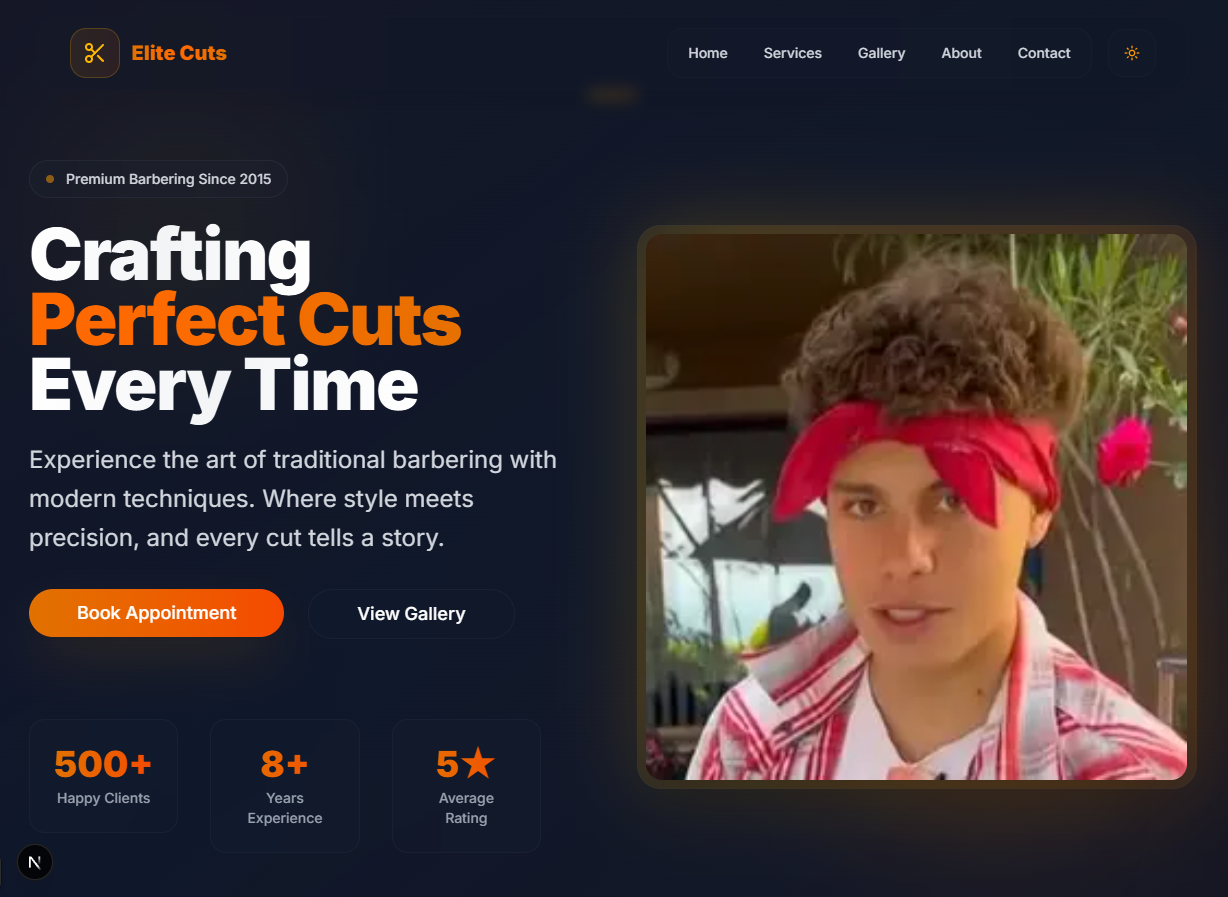 Elite Cuts
Home Services Gallery About Contact
Premium Barbering Since 2015
Crafting
Perfect Cuts
Every Time
Experience the art of traditional barbering with
modern techniques. Where style meets
precision, and every cut tells a story.
Book Appointment
View Gallery
500+
Happy Clients
8+
Years
Experience
5★
Average
Rating
N